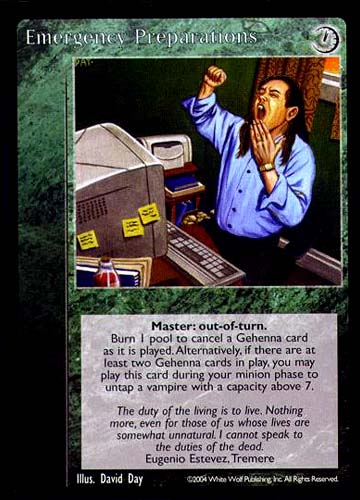 Emergency Preparations
DAY
Master: out-of-turn.
Burn 1 pool to cancel a Gehenna card
as it is played. Alternatively, if there are at
least two Gehenna cards in play, you may
play this card during your minion phase to
untap a vampire with a capacity above 7.
The duty of the living is to live. Nothing
more, even for those of us whose lives are
somewhat unnatural. I cannot speak to
the duties of the dead.
Eugenio Estevez, Tremere
Illus. David Day
©2004 White Wolf Publishing, Inc. All Rights Reserved.